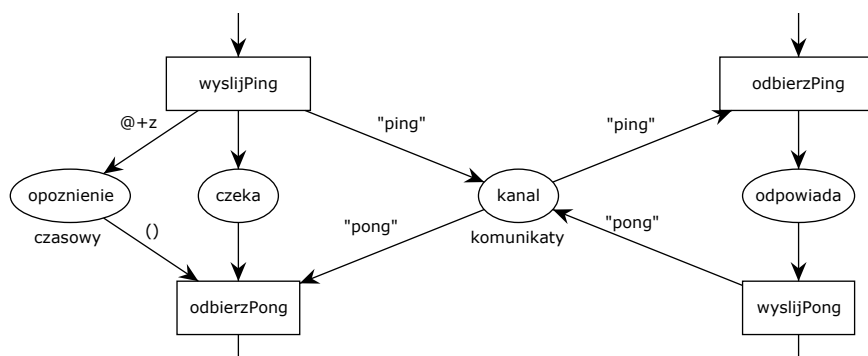 wyslijPing
odbierzPing
@+z
"ping"
"ping"
opoznienie
czeka
kanal
odpowiada
czasowy
()
"pong"
komunikaty
"pong"
odbierzPong
wyslijPong